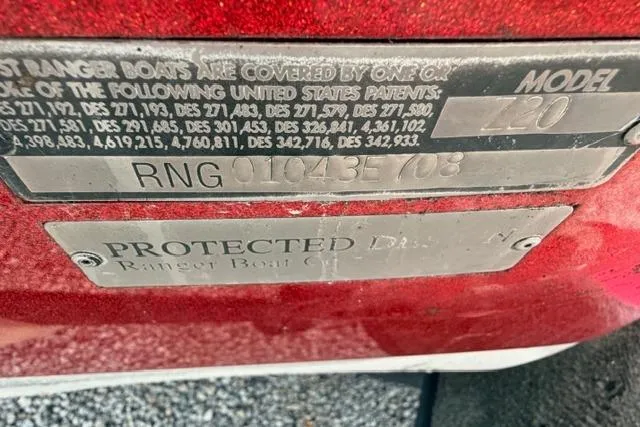 ST RANGER BOATS ARE COVERED BY ONE OR
ORE OF THE FOLLOWING UNITED STATES PATENTS:
DES 271,192, DES 271,193, DES 271,483, DES 271,579, DES 271,580,
DES 271,581, DES 291,685, DES 301,453, DES 326,841, 4,361,102,
4,398,483, 4,619,215, 4,760,811, DES 342,716, DES 342,933.
MODEL
Z20
RNG 01043E708
PROTECTED
Ranger Boat Co